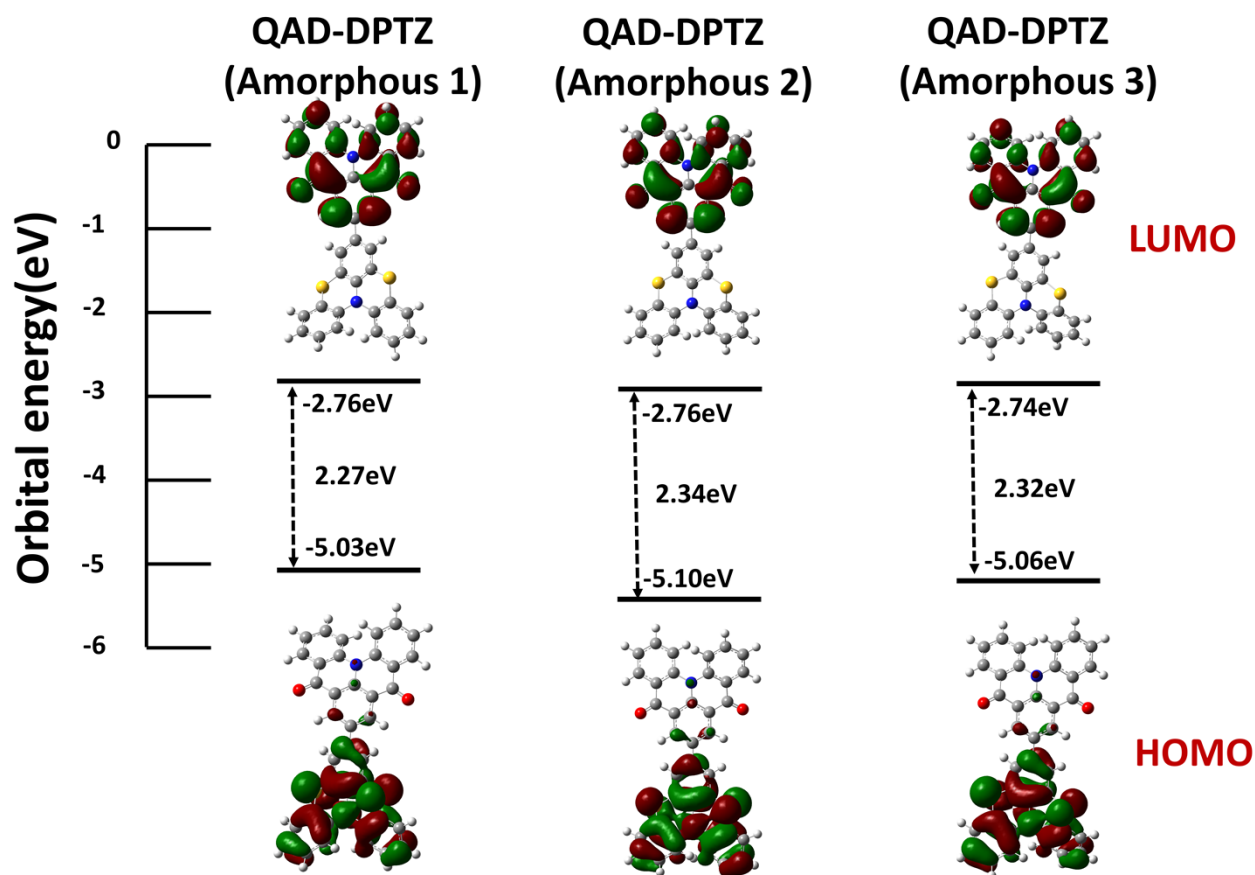 QAD-DPTZ
(Amorphous 1)
QAD-DPTZ
(Amorphous 2)
QAD-DPTZ
(Amorphous 3)
Orbital energy(eV)
0
-1
-2
-3
-4
-5
-6
LUMO
-2.76eV
2.27eV
-5.03eV
-2.76eV
2.34eV
-5.10eV
-2.74eV
2.32eV
-5.06eV
HOMO